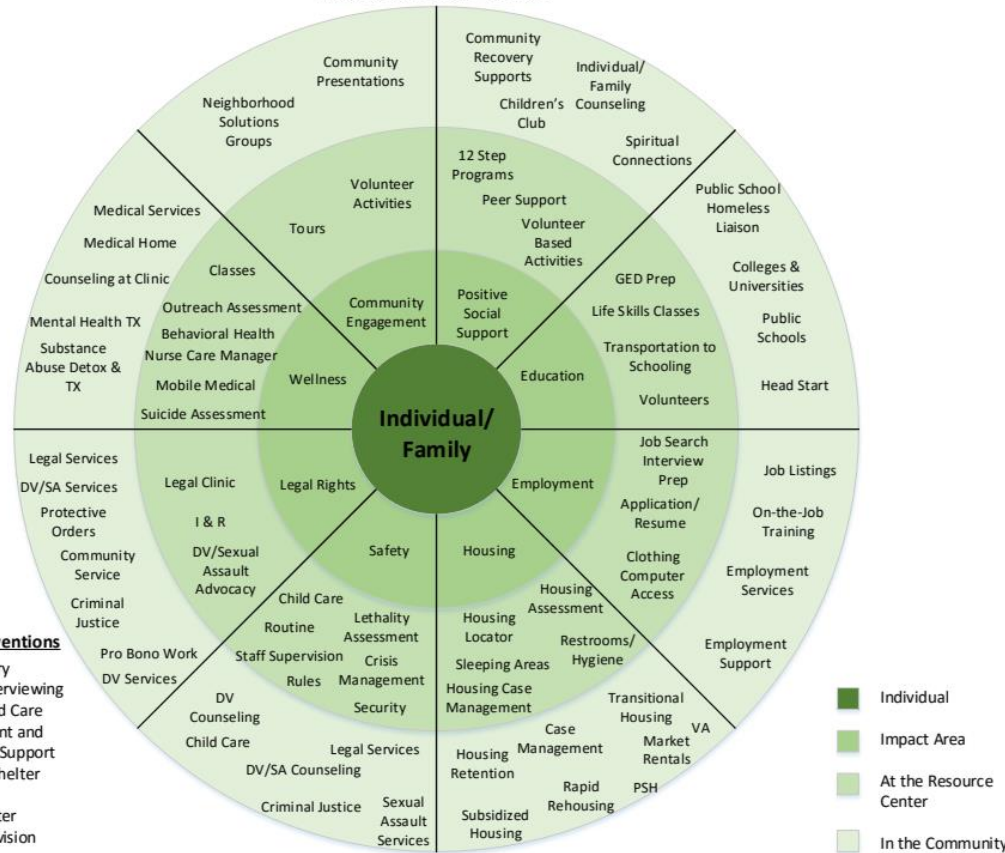 Community
Presentations
Neighborhood
Solutions
Groups
Volunteer
Activities
Tours
Community
Engagement
Community
Recovery
Supports
Individual/
Family
Counseling
Children's
Club
Spiritual
Connections
12 Step
Programs
Peer Support
Volunteer
Based
Activities
Positive
Social
Support
Public School
Homeless
Liaison
Colleges &
Universities
Public
Schools
Head Start
GED Prep
Life Skills Classes
Transportation to
Schooling
Volunteers
Education
Medical Services
Medical Home
Counseling at Clinic
Mental Health TX
Substance
Abuse Detox &
TX
Classes
Outreach Assessment
Behavioral Health
Nurse Care Manager
Mobile Medical
Suicide Assessment
Wellness
Individual/
Family
Legal Services
DV/SA Services
Protective
Orders
Community
Service
Criminal
Justice
Pro Bono Work
DV Services
Legal Clinic
I & R
DV/Sexual
Assault
Advocacy
Legal Rights
Employment
Job Search
Interview
Prep
Application/
Resume
Clothing
Computer
Access
Job Listings
On-the-Job
Training
Employment
Services
Employment
Support
Safety
Child Care
Routine
Lethality
Assessment
Staff Supervision
Crisis
Management
Rules
Security
DV
Counseling
Child Care
Legal Services
DV/SA Counseling
Criminal Justice
Sexual
Assault
Services
Housing
Housing
Assessment
Housing
Locator
Restrooms/
Hygiene
Sleeping Areas
Housing Case
Management
Transitional
Housing
VA
Case
Management
Market
Rentals
Housing
Retention
Rapid
Rehousing
PSH
Subsidized
Housing
Care
and
Support
Individual
Impact Area
At the Resource
Center
In the Community